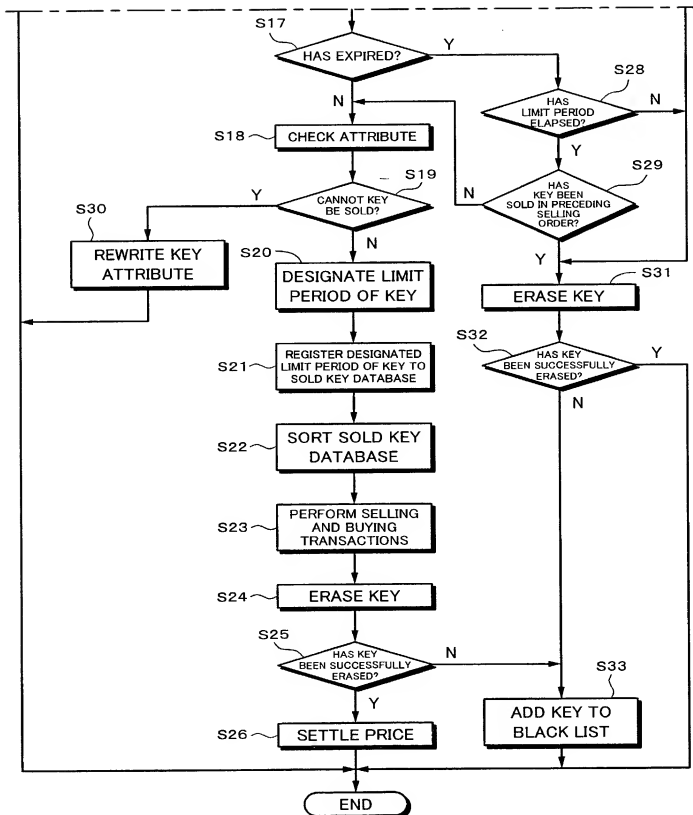 S17
HAS EXPIRED?
Y
N
S28
HAS
LIMIT PERIOD
ELAPSED?
N
Y
S18
CHECK ATTRIBUTE
S29
HAS
KEY BEEN
SOLD IN PRECEDING
SELLING
ORDER?
N
Y
S19
CANNOT KEY
BE SOLD?
Y
N
S30
REWRITE KEY
ATTRIBUTE
S20
DESIGNATE LIMIT
PERIOD OF KEY
S31
ERASE KEY
S21
REGISTER DESIGNATED
LIMIT PERIOD OF KEY TO
SOLD KEY DATABASE
S32
HAS KEY
BEEN SUCCESSFULLY
ERASED?
Y
N
S22
SORT SOLD KEY
DATABASE
S23
PERFORM SELLING
AND BUYING
TRANSACTIONS
S24
ERASE KEY
S25
HAS KEY
BEEN SUCCESSFULLY
ERASED?
N
Y
S33
ADD KEY TO
BLACK LIST
S26
SETTLE PRICE
END